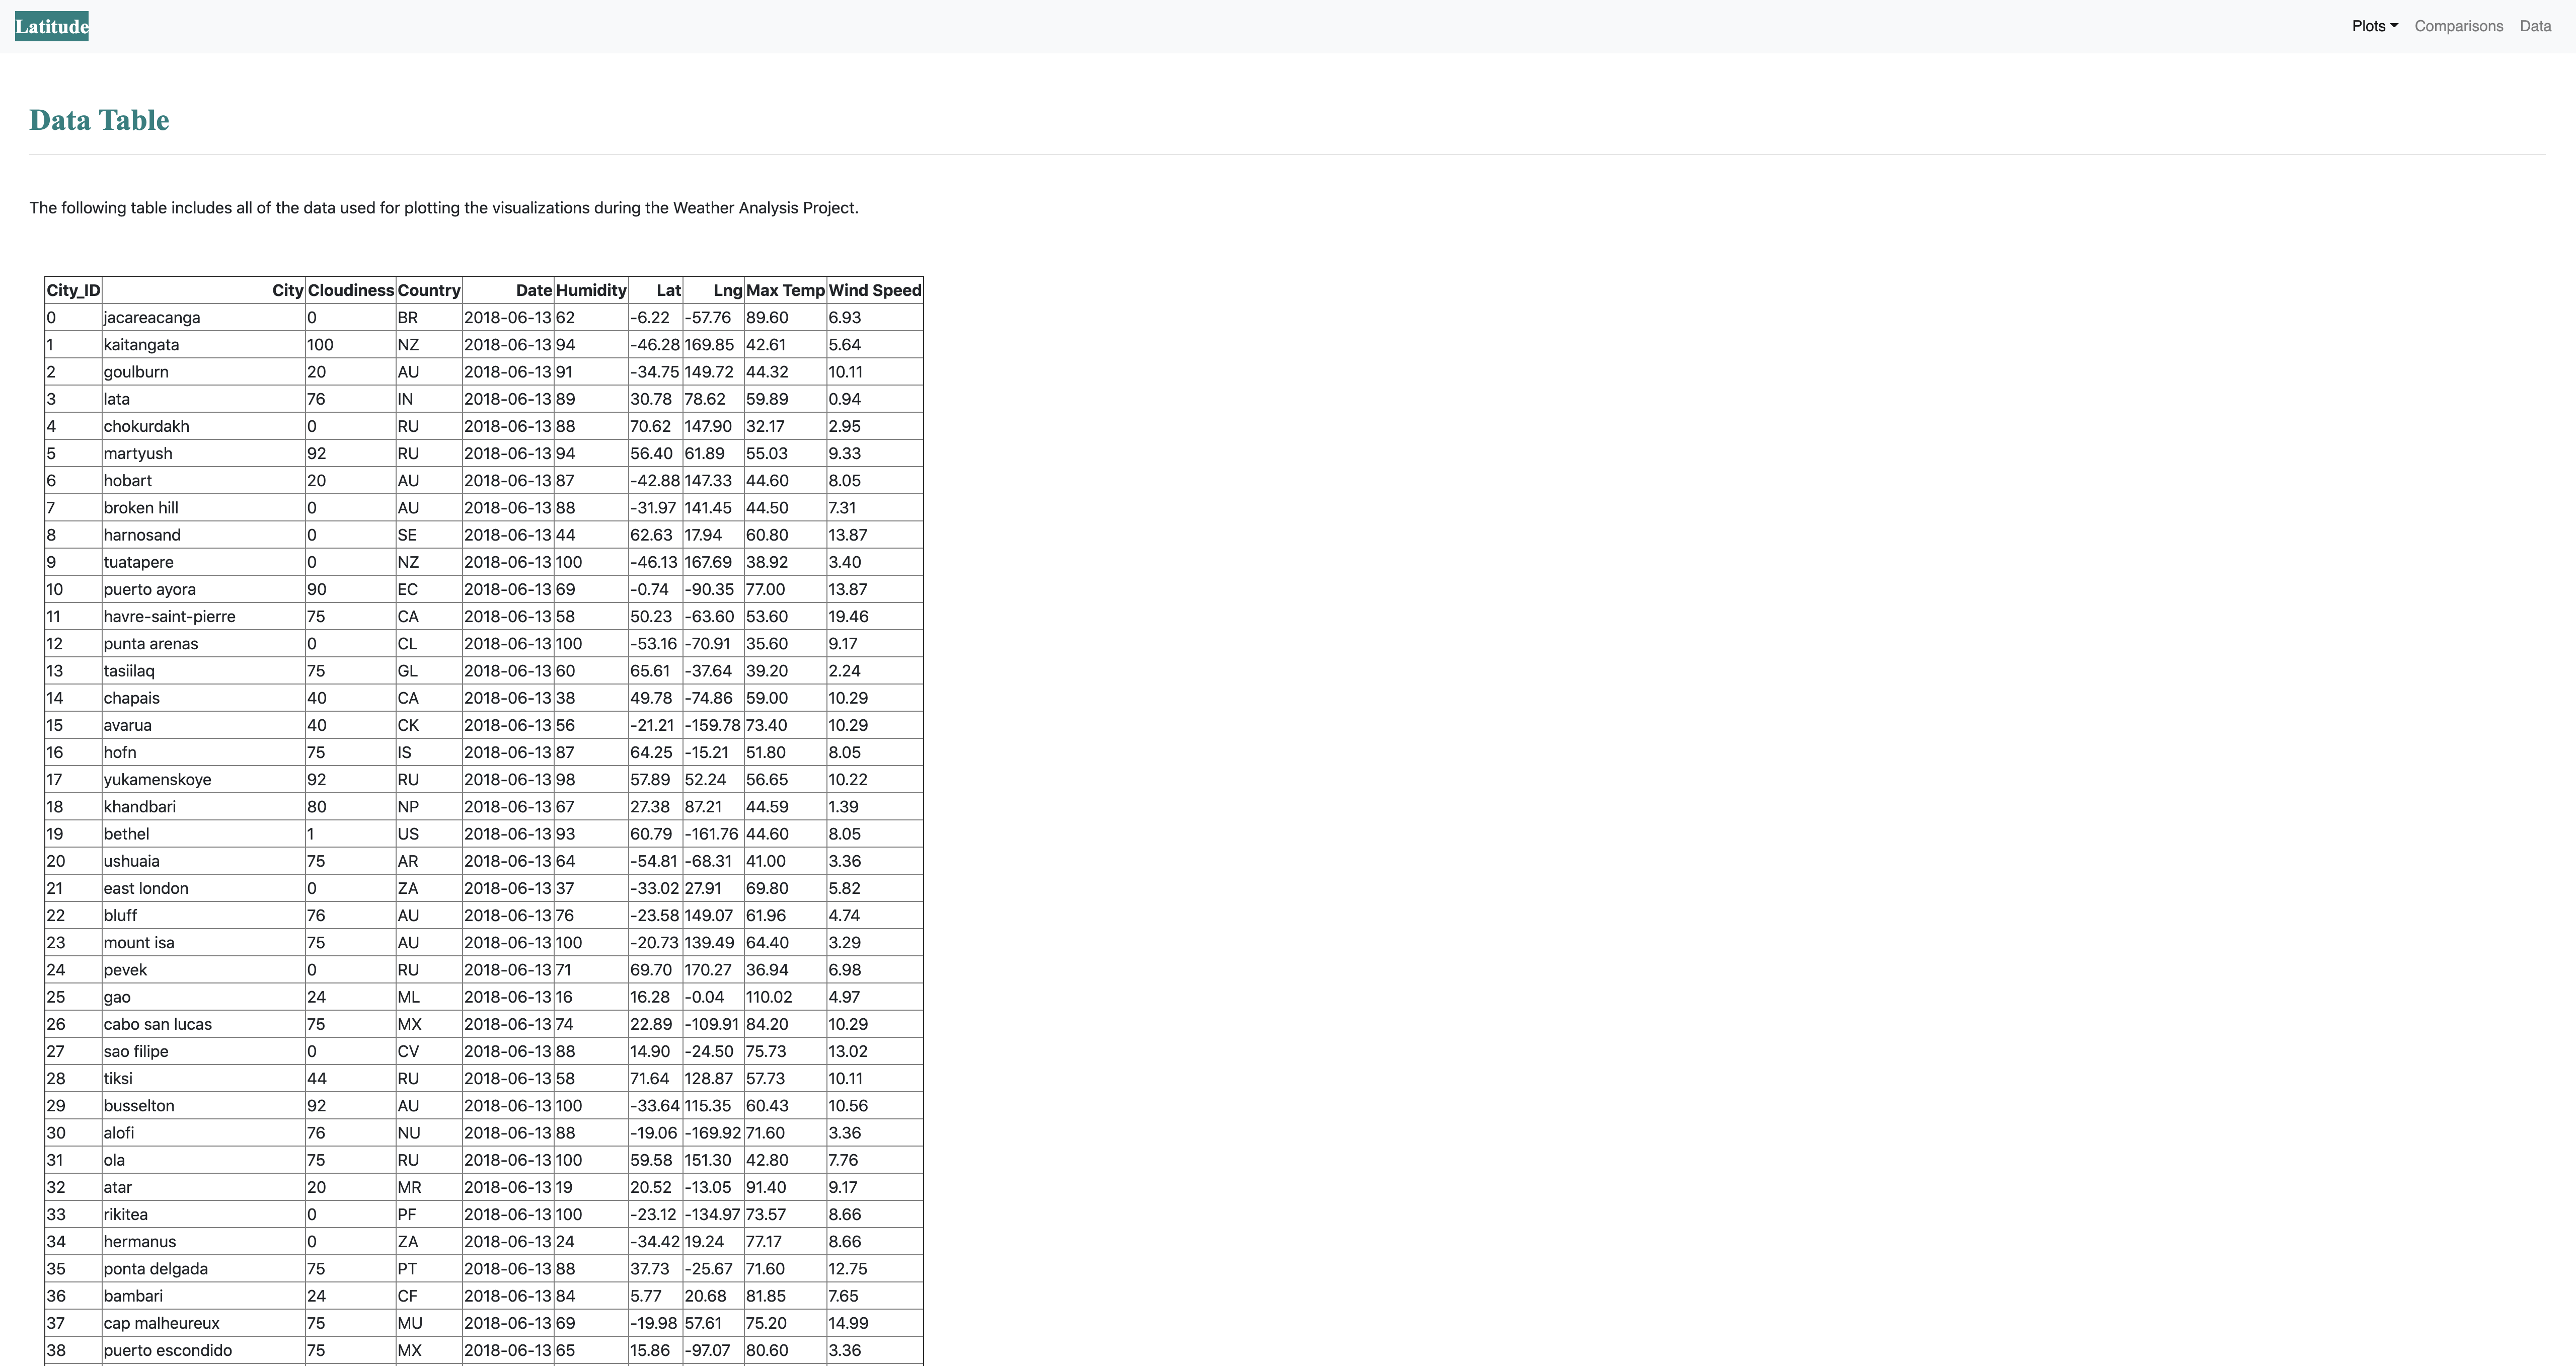 Latitude
Plots Comparisons Data
Data Table
The following table includes all of the data used for plotting the visualizations during the Weather Analysis Project.
City_ID City Cloudiness Country Date Humidity Lat Lng Max Temp Wind Speed
0 jacareacanga 0 BR 2018-06-13 62 -6.22 -57.76 89.60 6.93
1 kaitangata 100 NZ 2018-06-13 94 -46.28 169.85 42.61 5.64
2 goulburn 20 AU 2018-06-13 91 -34.75 149.72 44.32 10.11
3 lata 76 IN 2018-06-13 89 30.78 78.62 59.89 0.94
4 chokurdakh 0 RU 2018-06-13 88 70.62 147.90 32.17 2.95
5 martyush 92 RU 2018-06-13 94 56.40 61.89 55.03 9.33
6 hobart 20 AU 2018-06-13 87 -42.88 147.33 44.60 8.05
7 broken hill 0 AU 2018-06-13 88 -31.97 141.45 44.50 7.31
8 harnosand 0 SE 2018-06-13 44 62.63 17.94 60.80 13.87
9 tuatapere 0 NZ 2018-06-13 100 -46.13 167.69 38.92 3.40
10 puerto ayora 90 EC 2018-06-13 69 -0.74 -90.35 77.00 13.87
11 havre-saint-pierre 75 CA 2018-06-13 58 50.23 -63.60 53.60 19.46
12 punta arenas 0 CL 2018-06-13 100 -53.16 -70.91 35.60 9.17
13 tasiilaq 75 GL 2018-06-13 60 65.61 -37.64 39.20 2.24
14 chapais 40 CA 2018-06-13 38 49.78 -74.86 59.00 10.29
15 avarua 40 CK 2018-06-13 56 -21.21 -159.78 73.40 10.29
16 hofn 75 IS 2018-06-13 87 64.25 -15.21 51.80 8.05
17 yukamenskoye 92 RU 2018-06-13 98 57.89 52.24 56.65 10.22
18 khandbari 80 NP 2018-06-13 67 27.38 87.21 44.59 1.39
19 bethel 1 US 2018-06-13 93 60.79 -161.76 44.60 8.05
20 ushuaia 75 AR 2018-06-13 64 -54.81 -68.31 41.00 3.36
21 east london 0 ZA 2018-06-13 37 -33.02 27.91 69.80 5.82
22 bluff 76 AU 2018-06-13 76 -23.58 149.07 61.96 4.74
23 mount isa 75 AU 2018-06-13 100 -20.73 139.49 64.40 3.29
24 pevek 0 RU 2018-06-13 71 69.70 170.27 36.94 6.98
25 gao 24 ML 2018-06-13 16 16.28 -0.04 110.02 4.97
26 cabo san lucas 75 MX 2018-06-13 74 22.89 -109.91 84.20 10.29
27 sao filipe 0 CV 2018-06-13 88 14.90 -24.50 75.73 13.02
28 tiksi 44 RU 2018-06-13 58 71.64 128.87 57.73 10.11
29 busselton 92 AU 2018-06-13 100 -33.64 115.35 60.43 10.56
30 alofi 76 NU 2018-06-13 88 -19.06 -169.92 71.60 3.36
31 ola 75 RU 2018-06-13 100 59.58 151.30 42.80 7.76
32 atar 20 MR 2018-06-13 19 20.52 -13.05 91.40 9.17
33 rikitea 0 PF 2018-06-13 100 -23.12 -134.97 73.57 8.66
34 hermanus 0 ZA 2018-06-13 24 -34.42 19.24 77.17 8.66
35 ponta delgada 75 PT 2018-06-13 88 37.73 -25.67 71.60 12.75
36 bambari 24 CF 2018-06-13 84 5.77 20.68 81.85 7.65
37 cap malheureux 75 MU 2018-06-13 69 -19.98 57.61 75.20 14.99
38 puerto escondido 75 MX 2018-06-13 65 15.86 -97.07 80.60 3.36